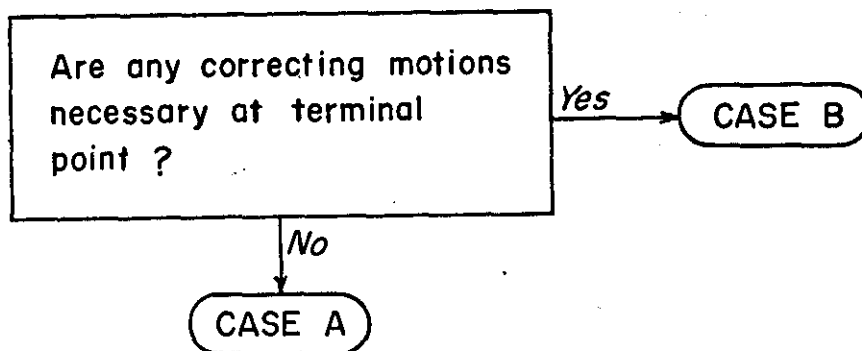 Are any correcting motions
necessary at terminal
point ?
Yes
CASE B
No
CASE A